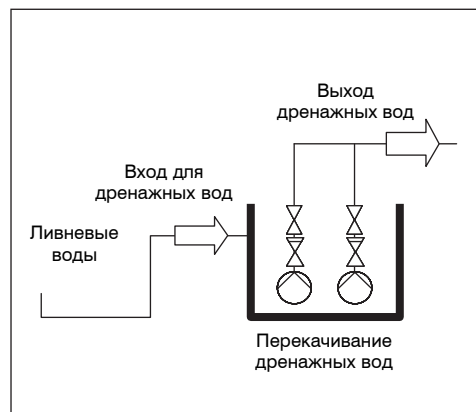 Выход
дренажных вод
Вход для
дренажных вод
Ливневые
воды
Перекачивание
дренажных вод